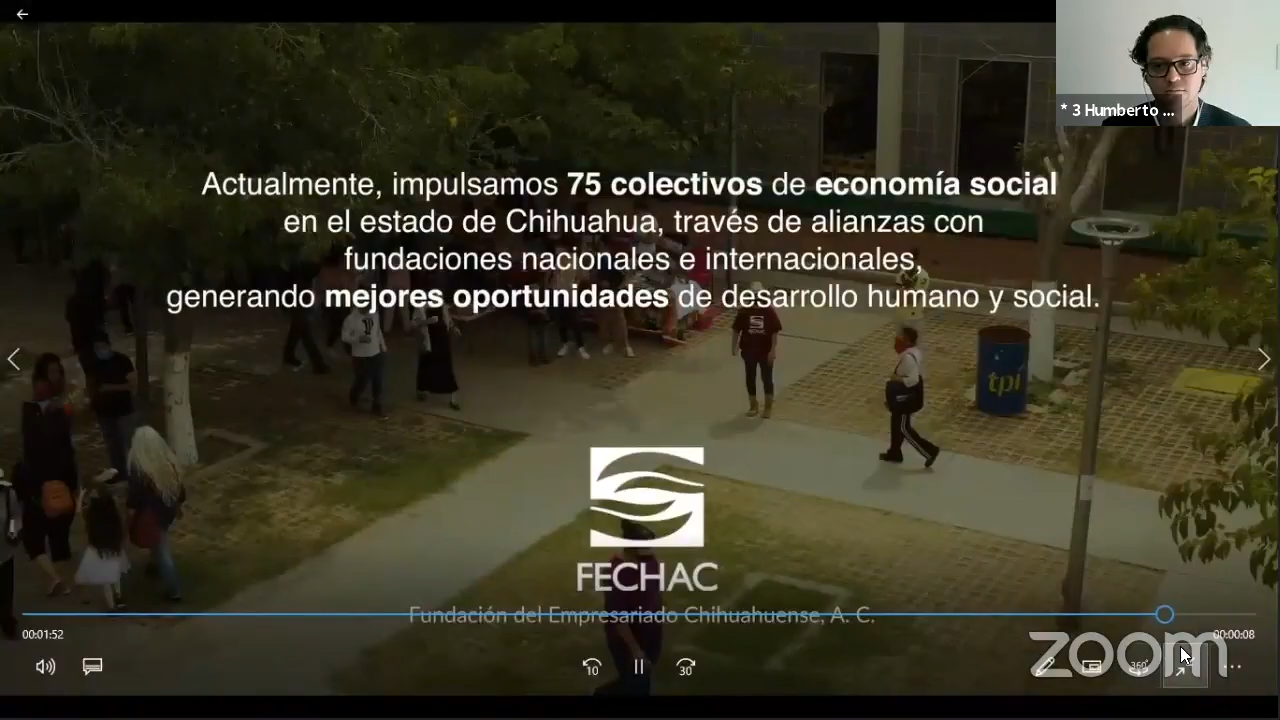 * 3 Humberto ...
Actualmente, impulsamos 75 colectivos de economía social
en el estado de Chihuahua, través de alianzas con
fundaciones nacionales e internacionales,
generando mejores oportunidades de desarrollo humano y social.
tpi
FECHAC
Fundación del Empresariado Chihuahuense, A. C.
00:01:52
00:00:08
10
30
360°
zoom